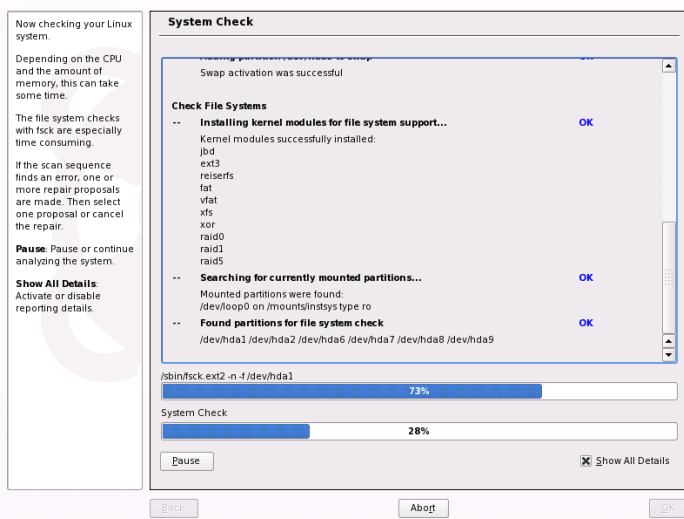 Now checking your Linux
system.
Depending on the CPU
and the amount of
memory, this can take
some time.
The file system checks
with fsck are especially
time consuming.
If the scan sequence
finds an error, one or
more repair proposals
are made. Then select
one proposal or cancel
the repair.
Pause: Pause or continue
analyzing the system.
Show All Details:
Activate or disable
reporting details.
System Check
Swap activation was successful
Check File Systems
-- Installing kernel modules for file system support... OK
Kernel modules successfully installed:
jbd
ext3
reiserfs
fat
vfat
xfs
xor
raid0
raid1
raid5
-- Searching for currently mounted partitions... OK
Mounted partitions were found:
/dev/loop0 on /mounts/instsys type ro
-- Found partitions for file system check OK
/dev/hda1 /dev/hda2 /dev/hda6 /dev/hda7 /dev/hda8 /dev/hda9
/sbin/fsck.ext2 -n -f /dev/hda1
73%
System Check
28%
Pause
Show All Details
Back
Abort
OK